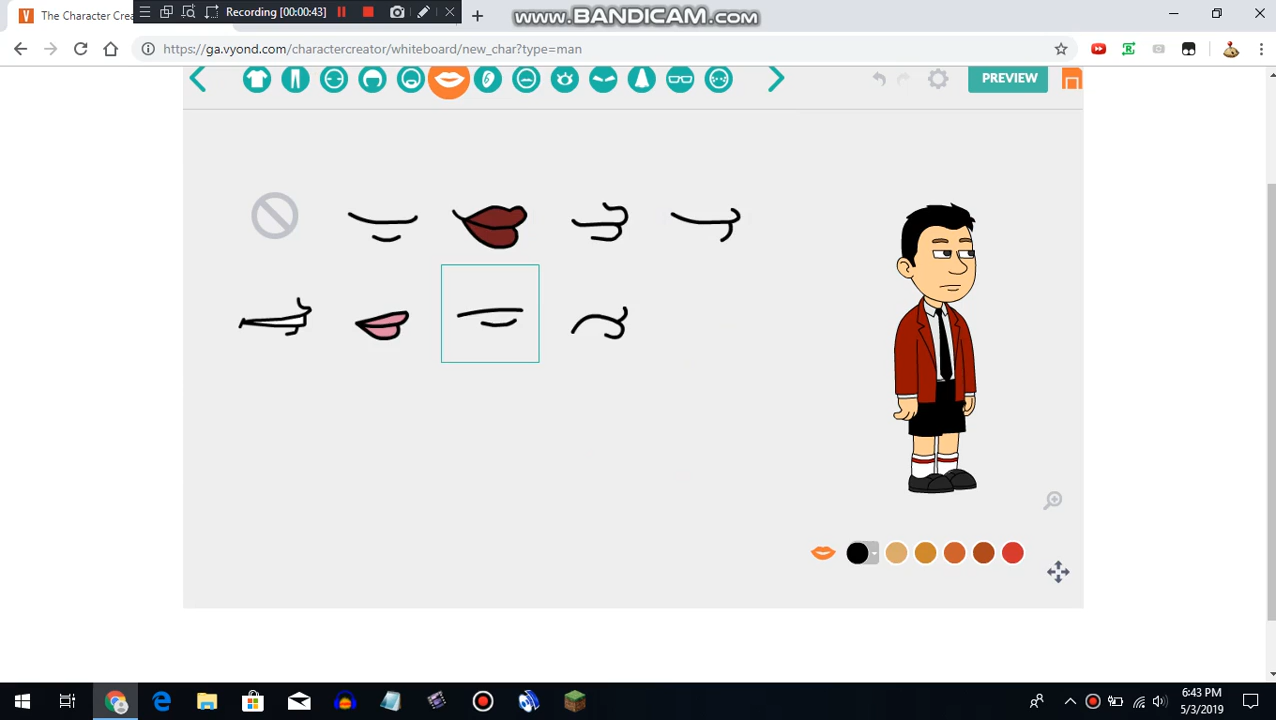 The Character Crea
Recording [00:00:43]
www.BANDICAM.com
https://ga.vyond.com/charactercreator/whiteboard/new_char?type=man
PREVIEW
6:43 PM
5/3/2019